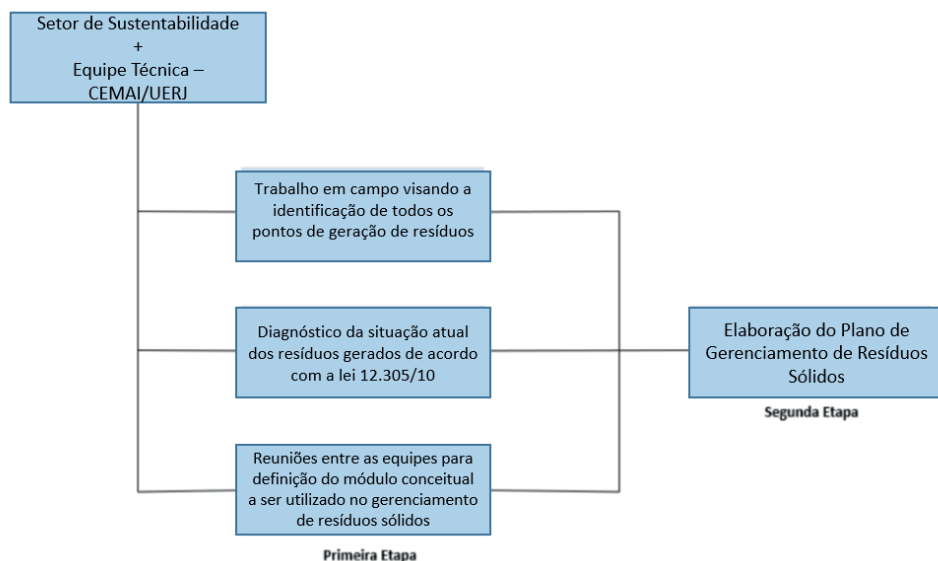 Setor de Sustentabilidade
+
Equipe Técnica –
CEMAI/UERJ
Trabalho em campo visando a
identificação de todos os
pontos de geração de resíduos
Diagnóstico da situação atual
dos resíduos gerados de acordo
com a lei 12.305/10
Reuniões entre as equipes para
definição do módulo conceitual
a ser utilizado no gerenciamento
de resíduos sólidos
Primeira Etapa
Elaboração do Plano de
Gerenciamento de Resíduos
Sólidos
Segunda Etapa